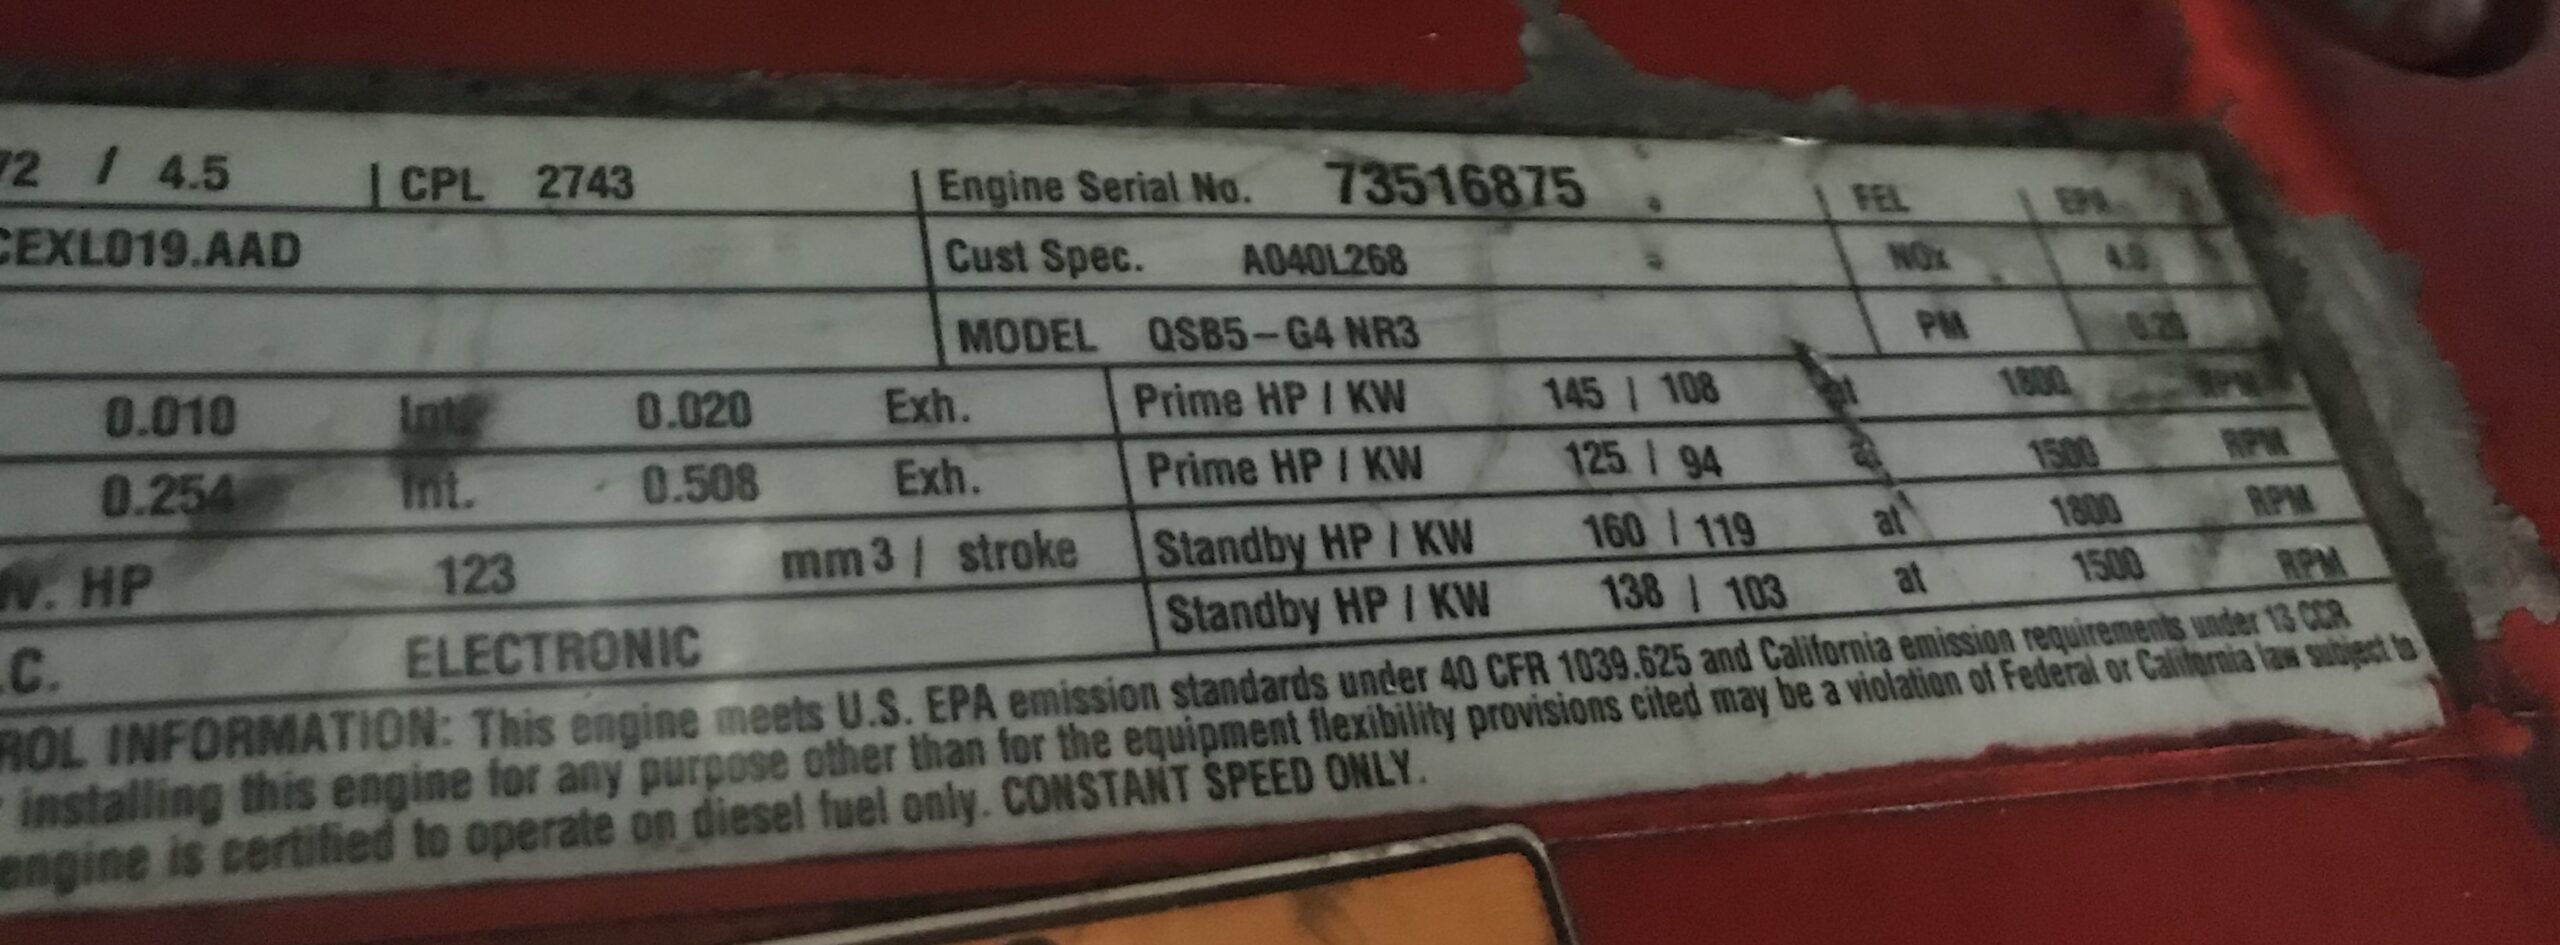 72 / 4.5 | CPL 2743 | Engine Serial No. 73516875 | FEL | EPA
CEXL019.AAD Cust Spec. A040L268 NOx 4.0
MODEL QSB5-G4 NR3 PM 0.20
0.010 Int. 0.020 Exh. Prime HP / KW 145 / 108 at 1800 RPM
0.254 Int. 0.508 Exh. Prime HP / KW 125 / 94 at 1500 RPM
HP 123 mm3 / stroke Standby HP / KW 160 / 119 at 1800 RPM
.C. ELECTRONIC Standby HP / KW 138 / 103 at 1500 RPM
ROL INFORMATION: This engine meets U.S. EPA emission standards under 40 CFR 1039.625 and California emission requirements under 13 CCR
installing this engine for any purpose other than for the equipment flexibility provisions cited may be a violation of Federal or California law subject to
engine is certified to operate on diesel fuel only. CONSTANT SPEED ONLY.